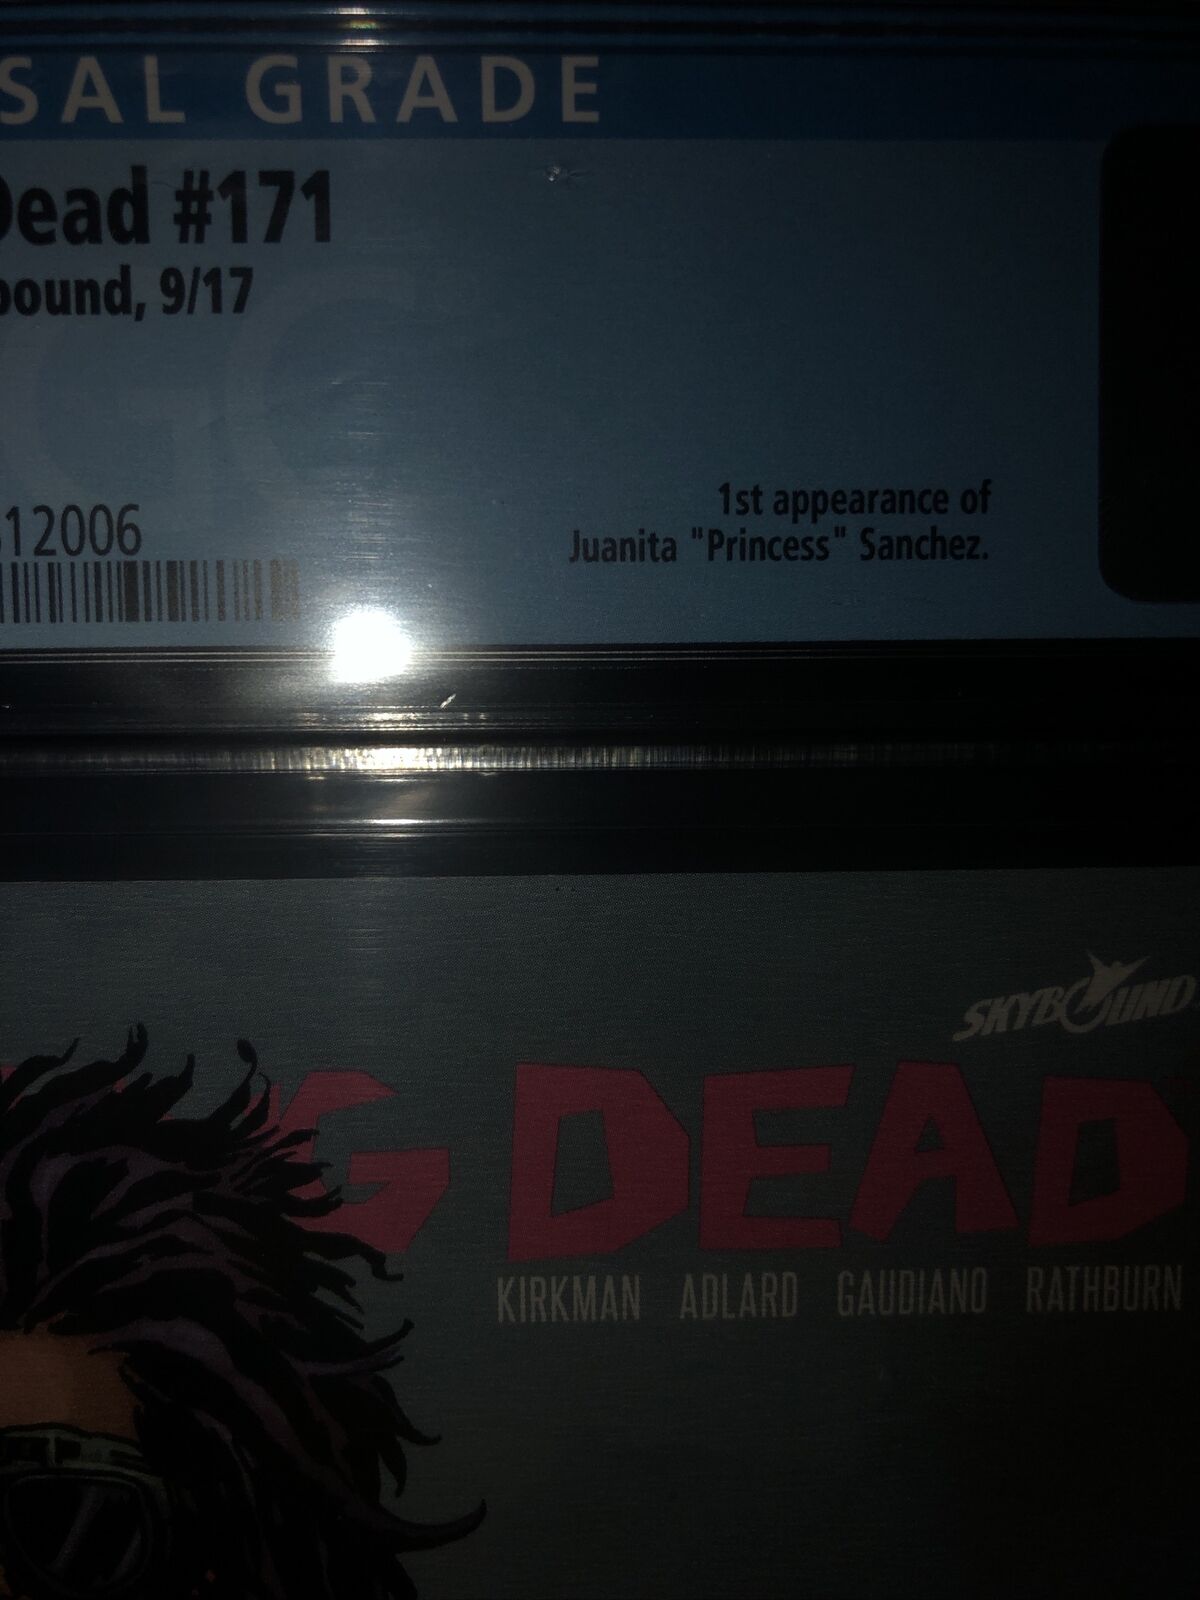 SAL GRADE
Dead #171
bound, 9/17
12006
1st appearance of
Juanita "Princess" Sanchez.
SKYBOUND
G DEAD
KIRKMAN ADLARD GAUDIANO RATHBURN